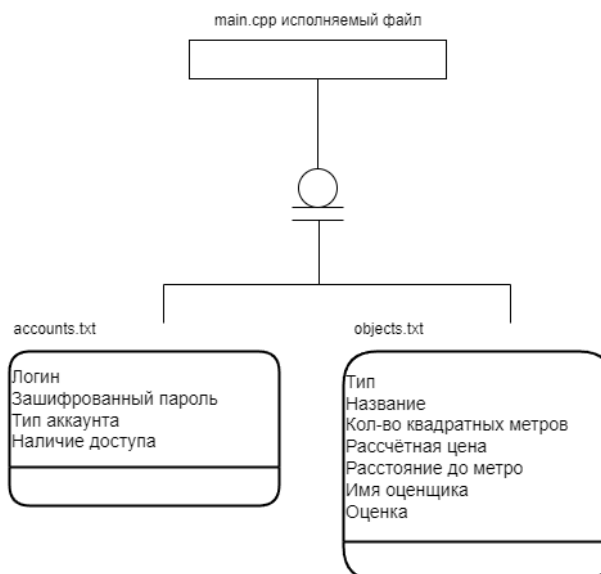 main.cpp исполняемый файл
accounts.txt
Логин
Зашифрованный пароль
Тип аккаунта
Наличие доступа
objects.txt
Тип
Название
Кол-во квадратных метров
Рассчётная цена
Расстояние до метро
Имя оценщика
Оценка